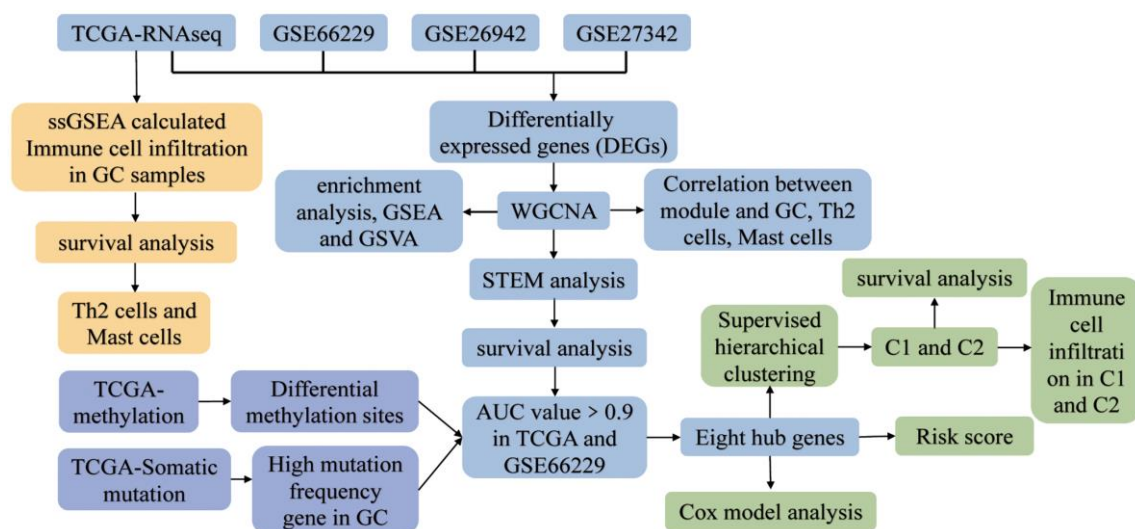 TCGA-RNAseq
GSE66229
GSE26942
GSE27342
ssGSEA calculated
Immune cell infiltration
in GC samples
survival analysis
Th2 cells and
Mast cells
Differentially
expressed genes (DEGs)
enrichment
analysis, GSEA
and GSVA
WGCNA
Correlation between
module and GC, Th2
cells, Mast cells
STEM analysis
survival analysis
TCGA-
methylation
Differential
methylation sites
TCGA-Somatic
mutation
High mutation
frequency
gene in GC
AUC value > 0.9
in TCGA and
GSE66229
Eight hub genes
Supervised
hierarchical
clustering
C1 and C2
survival analysis
Immune
cell
infiltrati
on in C1
and C2
Risk score
Cox model analysis